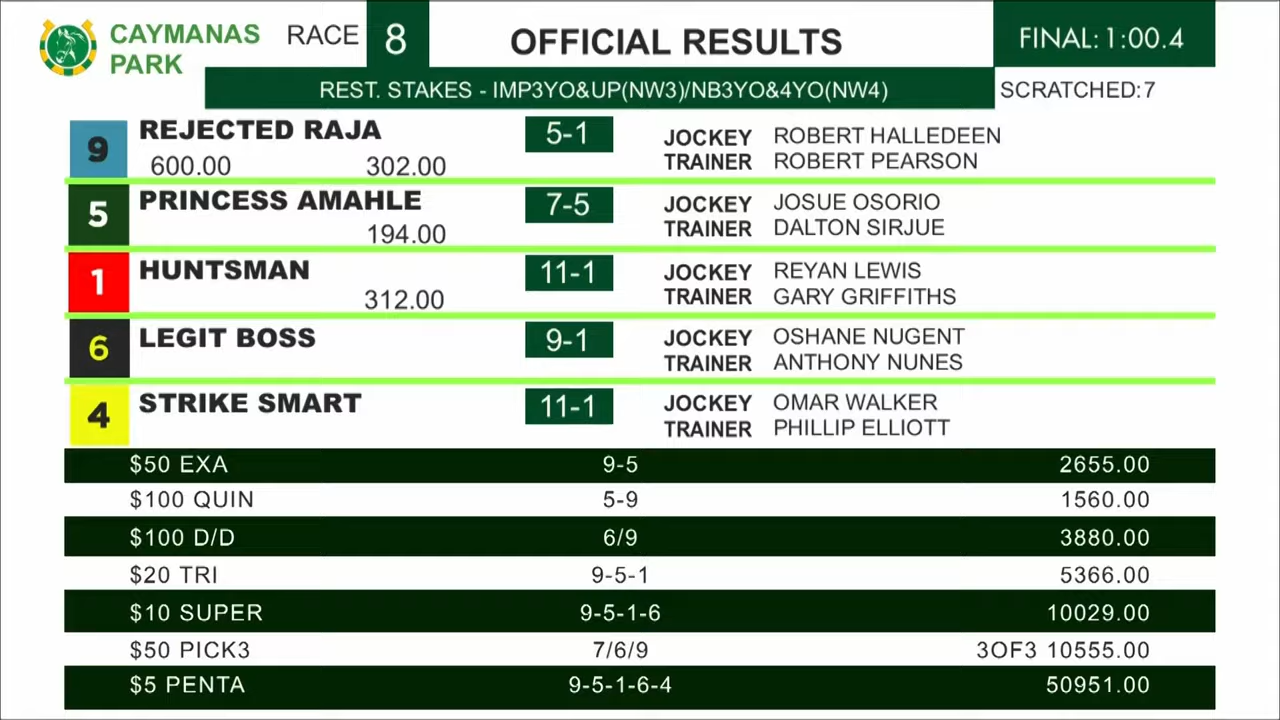 CAYMANAS PARK
RACE 8
OFFICIAL RESULTS
FINAL: 1:00.4
REST. STAKES - IMP3YO&UP(NW3)/NB3YO&4YO(NW4)
SCRATCHED:7
9 REJECTED RAJA 5-1 JOCKEY ROBERT HALLEDEEN
600.00 302.00 TRAINER ROBERT PEARSON
5 PRINCESS AMAHLE 7-5 JOCKEY JOSUE OSORIO
194.00 TRAINER DALTON SIRJUE
1 HUNTSMAN 11-1 JOCKEY REYAN LEWIS
312.00 TRAINER GARY GRIFFITHS
6 LEGIT BOSS 9-1 JOCKEY OSHANE NUGENT
TRAINER ANTHONY NUNES
4 STRIKE SMART 11-1 JOCKEY OMAR WALKER
TRAINER PHILLIP ELLIOTT
$50 EXA 9-5 2655.00
$100 QUIN 5-9 1560.00
$100 D/D 6/9 3880.00
$20 TRI 9-5-1 5366.00
$10 SUPER 9-5-1-6 10029.00
$50 PICK3 7/6/9 3OF3 10555.00
$5 PENTA 9-5-1-6-4 50951.00